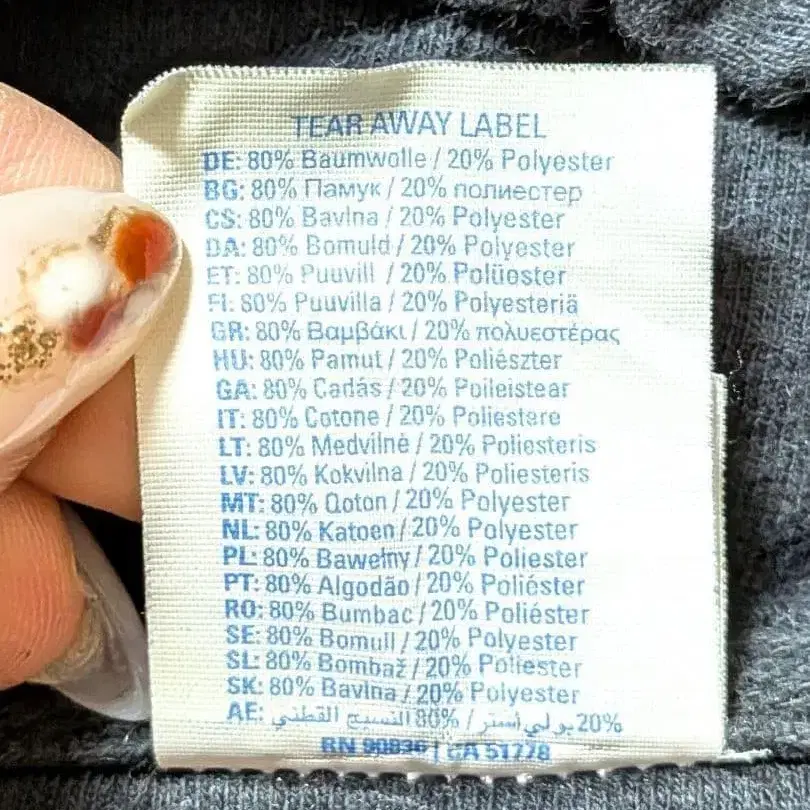 TEAR AWAY LABEL
DE: 80% Baumwolle / 20% Polyester
BG: 80% Памук / 20% полиестер
CS: 80% Bavlna / 20% Polyester
DA: 80% Bomuld / 20% Polyester
ET: 80% Puuvill / 20% Polüester
FI: 80% Puuvilla / 20% Polyesteriä
GR: 80% Βαμβάκι / 20% πολυεστέρας
HU: 80% Pamut / 20% Poliészter
GA: 80% Cadás / 20% Poileistear
IT: 80% Cotone / 20% Poliestere
LT: 80% Medvilnė / 20% Poliesteris
LV: 80% Kokvilna / 20% Poliesteris
MT: 80% Qoton / 20% Polyester
NL: 80% Katoen / 20% Polyester
PL: 80% Bawełny / 20% Poliester
PT: 80% Algodão / 20% Poliéster
RO: 80% Bumbac / 20% Poliéster
SE: 80% Bomull / 20% Polyester
SL: 80% Bombaž / 20% Poliester
SK: 80% Bavlna / 20% Polyester
AE: 20% بولي إستر / 80% النسيج القطني
RN 90836 | CA 51778